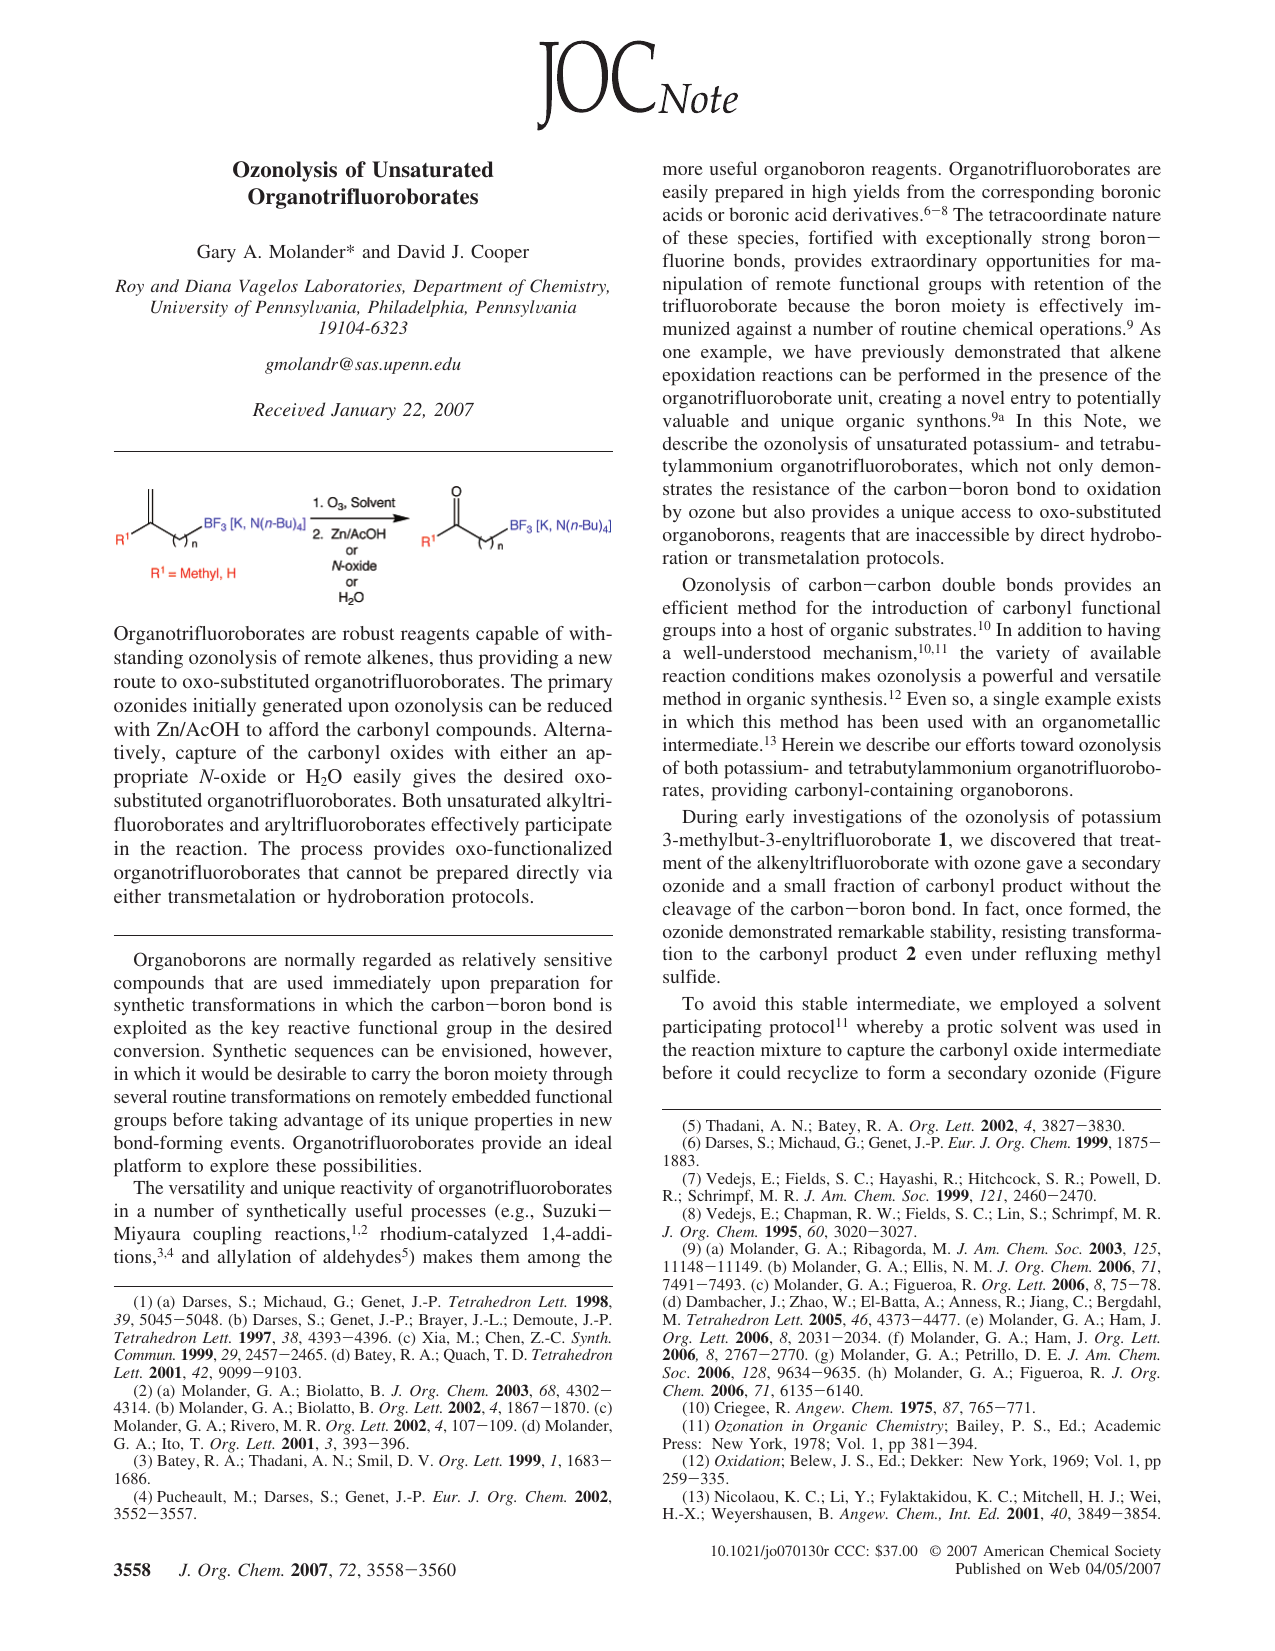 JOC Note
Ozonolysis of Unsaturated
Organotrifluoroborates
Gary A. Molander* and David J. Cooper
Roy and Diana Vagelos Laboratories, Department of Chemistry,
University of Pennsylvania, Philadelphia, Pennsylvania
19104-6323
gmolandr@sas.upenn.edu
Received January 22, 2007
R¹
n
BF₃ [K, N(n-Bu)₄]
R¹ = Methyl, H
1. O₃, Solvent
2. Zn/AcOH
or
N-oxide
or
H₂O
O
R¹
n
BF₃ [K, N(n-Bu)₄]
Organotrifluoroborates are robust reagents capable of with-
standing ozonolysis of remote alkenes, thus providing a new
route to oxo-substituted organotrifluoroborates. The primary
ozonides initially generated upon ozonolysis can be reduced
with Zn/AcOH to afford the carbonyl compounds. Alterna-
tively, capture of the carbonyl oxides with either an ap-
propriate N-oxide or H₂O easily gives the desired oxo-
substituted organotrifluoroborates. Both unsaturated alkyltri-
fluoroborates and aryltrifluoroborates effectively participate
in the reaction. The process provides oxo-functionalized
organotrifluoroborates that cannot be prepared directly via
either transmetalation or hydroboration protocols.
Organoborons are normally regarded as relatively sensitive
compounds that are used immediately upon preparation for
synthetic transformations in which the carbon−boron bond is
exploited as the key reactive functional group in the desired
conversion. Synthetic sequences can be envisioned, however,
in which it would be desirable to carry the boron moiety through
several routine transformations on remotely embedded functional
groups before taking advantage of its unique properties in new
bond-forming events. Organotrifluoroborates provide an ideal
platform to explore these possibilities.
The versatility and unique reactivity of organotrifluoroborates
in a number of synthetically useful processes (e.g., Suzuki−
Miyaura coupling reactions,¹,² rhodium-catalyzed 1,4-addi-
tions,³,⁴ and allylation of aldehydes⁵) makes them among the
(1) (a) Darses, S.; Michaud, G.; Genet, J.-P. Tetrahedron Lett. 1998,
39, 5045−5048. (b) Darses, S.; Genet, J.-P.; Brayer, J.-L.; Demoute, J.-P.
Tetrahedron Lett. 1997, 38, 4393−4396. (c) Xia, M.; Chen, Z.-C. Synth.
Commun. 1999, 29, 2457−2465. (d) Batey, R. A.; Quach, T. D. Tetrahedron
Lett. 2001, 42, 9099−9103.
(2) (a) Molander, G. A.; Biolatto, B. J. Org. Chem. 2003, 68, 4302−
4314. (b) Molander, G. A.; Biolatto, B. Org. Lett. 2002, 4, 1867−1870. (c)
Molander, G. A.; Rivero, M. R. Org. Lett. 2002, 4, 107−109. (d) Molander,
G. A.; Ito, T. Org. Lett. 2001, 3, 393−396.
(3) Batey, R. A.; Thadani, A. N.; Smil, D. V. Org. Lett. 1999, 1, 1683−
1686.
(4) Pucheault, M.; Darses, S.; Genet, J.-P. Eur. J. Org. Chem. 2002,
3552−3557.
more useful organoboron reagents. Organotrifluoroborates are
easily prepared in high yields from the corresponding boronic
acids or boronic acid derivatives.⁶⁻⁸ The tetracoordinate nature
of these species, fortified with exceptionally strong boron−
fluorine bonds, provides extraordinary opportunities for ma-
nipulation of remote functional groups with retention of the
trifluoroborate because the boron moiety is effectively im-
munized against a number of routine chemical operations.⁹ As
one example, we have previously demonstrated that alkene
epoxidation reactions can be performed in the presence of the
organotrifluoroborate unit, creating a novel entry to potentially
valuable and unique organic synthons.⁹ᵃ In this Note, we
describe the ozonolysis of unsaturated potassium- and tetrabu-
tylammonium organotrifluoroborates, which not only demon-
strates the resistance of the carbon−boron bond to oxidation
by ozone but also provides a unique access to oxo-substituted
organoborons, reagents that are inaccessible by direct hydrobo-
ration or transmetalation protocols.
Ozonolysis of carbon−carbon double bonds provides an
efficient method for the introduction of carbonyl functional
groups into a host of organic substrates.¹⁰ In addition to having
a well-understood mechanism,¹⁰,¹¹ the variety of available
reaction conditions makes ozonolysis a powerful and versatile
method in organic synthesis.¹² Even so, a single example exists
in which this method has been used with an organometallic
intermediate.¹³ Herein we describe our efforts toward ozonolysis
of both potassium- and tetrabutylammonium organotrifluorobo-
rates, providing carbonyl-containing organoborons.
During early investigations of the ozonolysis of potassium
3-methylbut-3-enyltrifluoroborate 1, we discovered that treat-
ment of the alkenyltrifluoroborate with ozone gave a secondary
ozonide and a small fraction of carbonyl product without the
cleavage of the carbon−boron bond. In fact, once formed, the
ozonide demonstrated remarkable stability, resisting transforma-
tion to the carbonyl product 2 even under refluxing methyl
sulfide.
To avoid this stable intermediate, we employed a solvent
participating protocol¹¹ whereby a protic solvent was used in
the reaction mixture to capture the carbonyl oxide intermediate
before it could recyclize to form a secondary ozonide (Figure
(5) Thadani, A. N.; Batey, R. A. Org. Lett. 2002, 4, 3827−3830.
(6) Darses, S.; Michaud, G.; Genet, J.-P. Eur. J. Org. Chem. 1999, 1875−
1883.
(7) Vedejs, E.; Fields, S. C.; Hayashi, R.; Hitchcock, S. R.; Powell, D.
R.; Schrimpf, M. R. J. Am. Chem. Soc. 1999, 121, 2460−2470.
(8) Vedejs, E.; Chapman, R. W.; Fields, S. C.; Lin, S.; Schrimpf, M. R.
J. Org. Chem. 1995, 60, 3020−3027.
(9) (a) Molander, G. A.; Ribagorda, M. J. Am. Chem. Soc. 2003, 125,
11148−11149. (b) Molander, G. A.; Ellis, N. M. J. Org. Chem. 2006, 71,
7491−7493. (c) Molander, G. A.; Figueroa, R. Org. Lett. 2006, 8, 75−78.
(d) Dambacher, J.; Zhao, W.; El-Batta, A.; Anness, R.; Jiang, C.; Bergdahl,
M. Tetrahedron Lett. 2005, 46, 4373−4477. (e) Molander, G. A.; Ham, J.
Org. Lett. 2006, 8, 2031−2034. (f) Molander, G. A.; Ham, J. Org. Lett.
2006, 8, 2767−2770. (g) Molander, G. A.; Petrillo, D. E. J. Am. Chem.
Soc. 2006, 128, 9634−9635. (h) Molander, G. A.; Figueroa, R. J. Org.
Chem. 2006, 71, 6135−6140.
(10) Criegee, R. Angew. Chem. 1975, 87, 765−771.
(11) Ozonation in Organic Chemistry; Bailey, P. S., Ed.; Academic
Press: New York, 1978; Vol. 1, pp 381−394.
(12) Oxidation; Belew, J. S., Ed.; Dekker: New York, 1969; Vol. 1, pp
259−335.
(13) Nicolaou, K. C.; Li, Y.; Fylaktakidou, K. C.; Mitchell, H. J.; Wei,
H.-X.; Weyershausen, B. Angew. Chem., Int. Ed. 2001, 40, 3849−3854.
10.1021/jo070130r CCC: $37.00 © 2007 American Chemical Society
3558 J. Org. Chem. 2007, 72, 3558−3560
Published on Web 04/05/2007